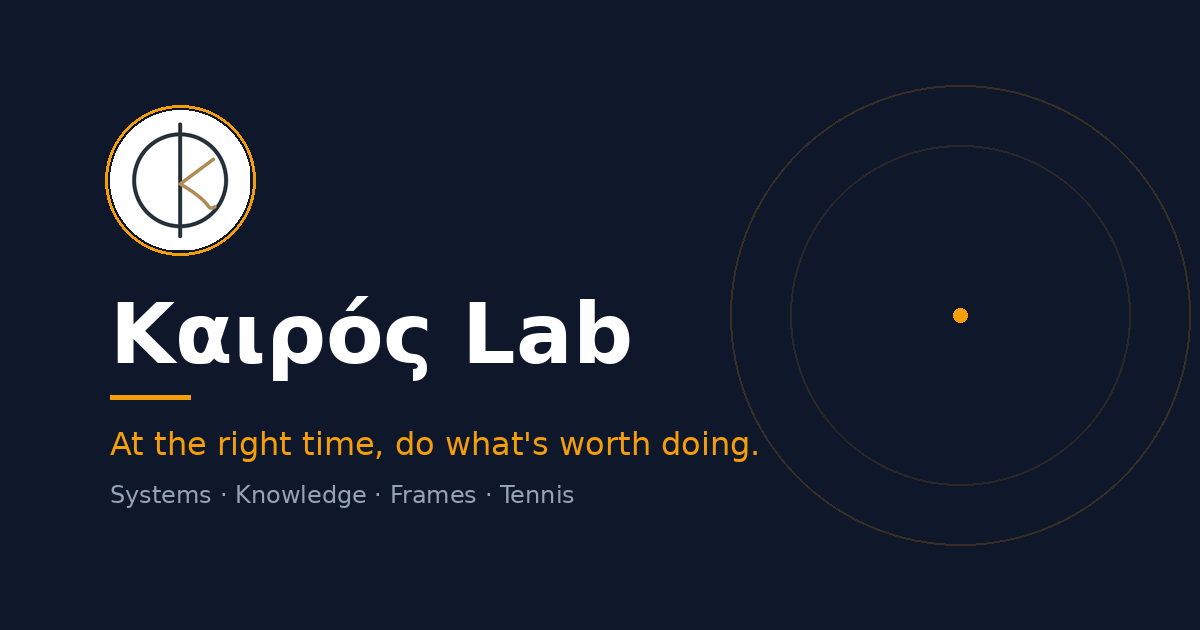 Καιρός Lab
At the right time, do what's worth doing.
Systems · Knowledge · Frames · Tennis